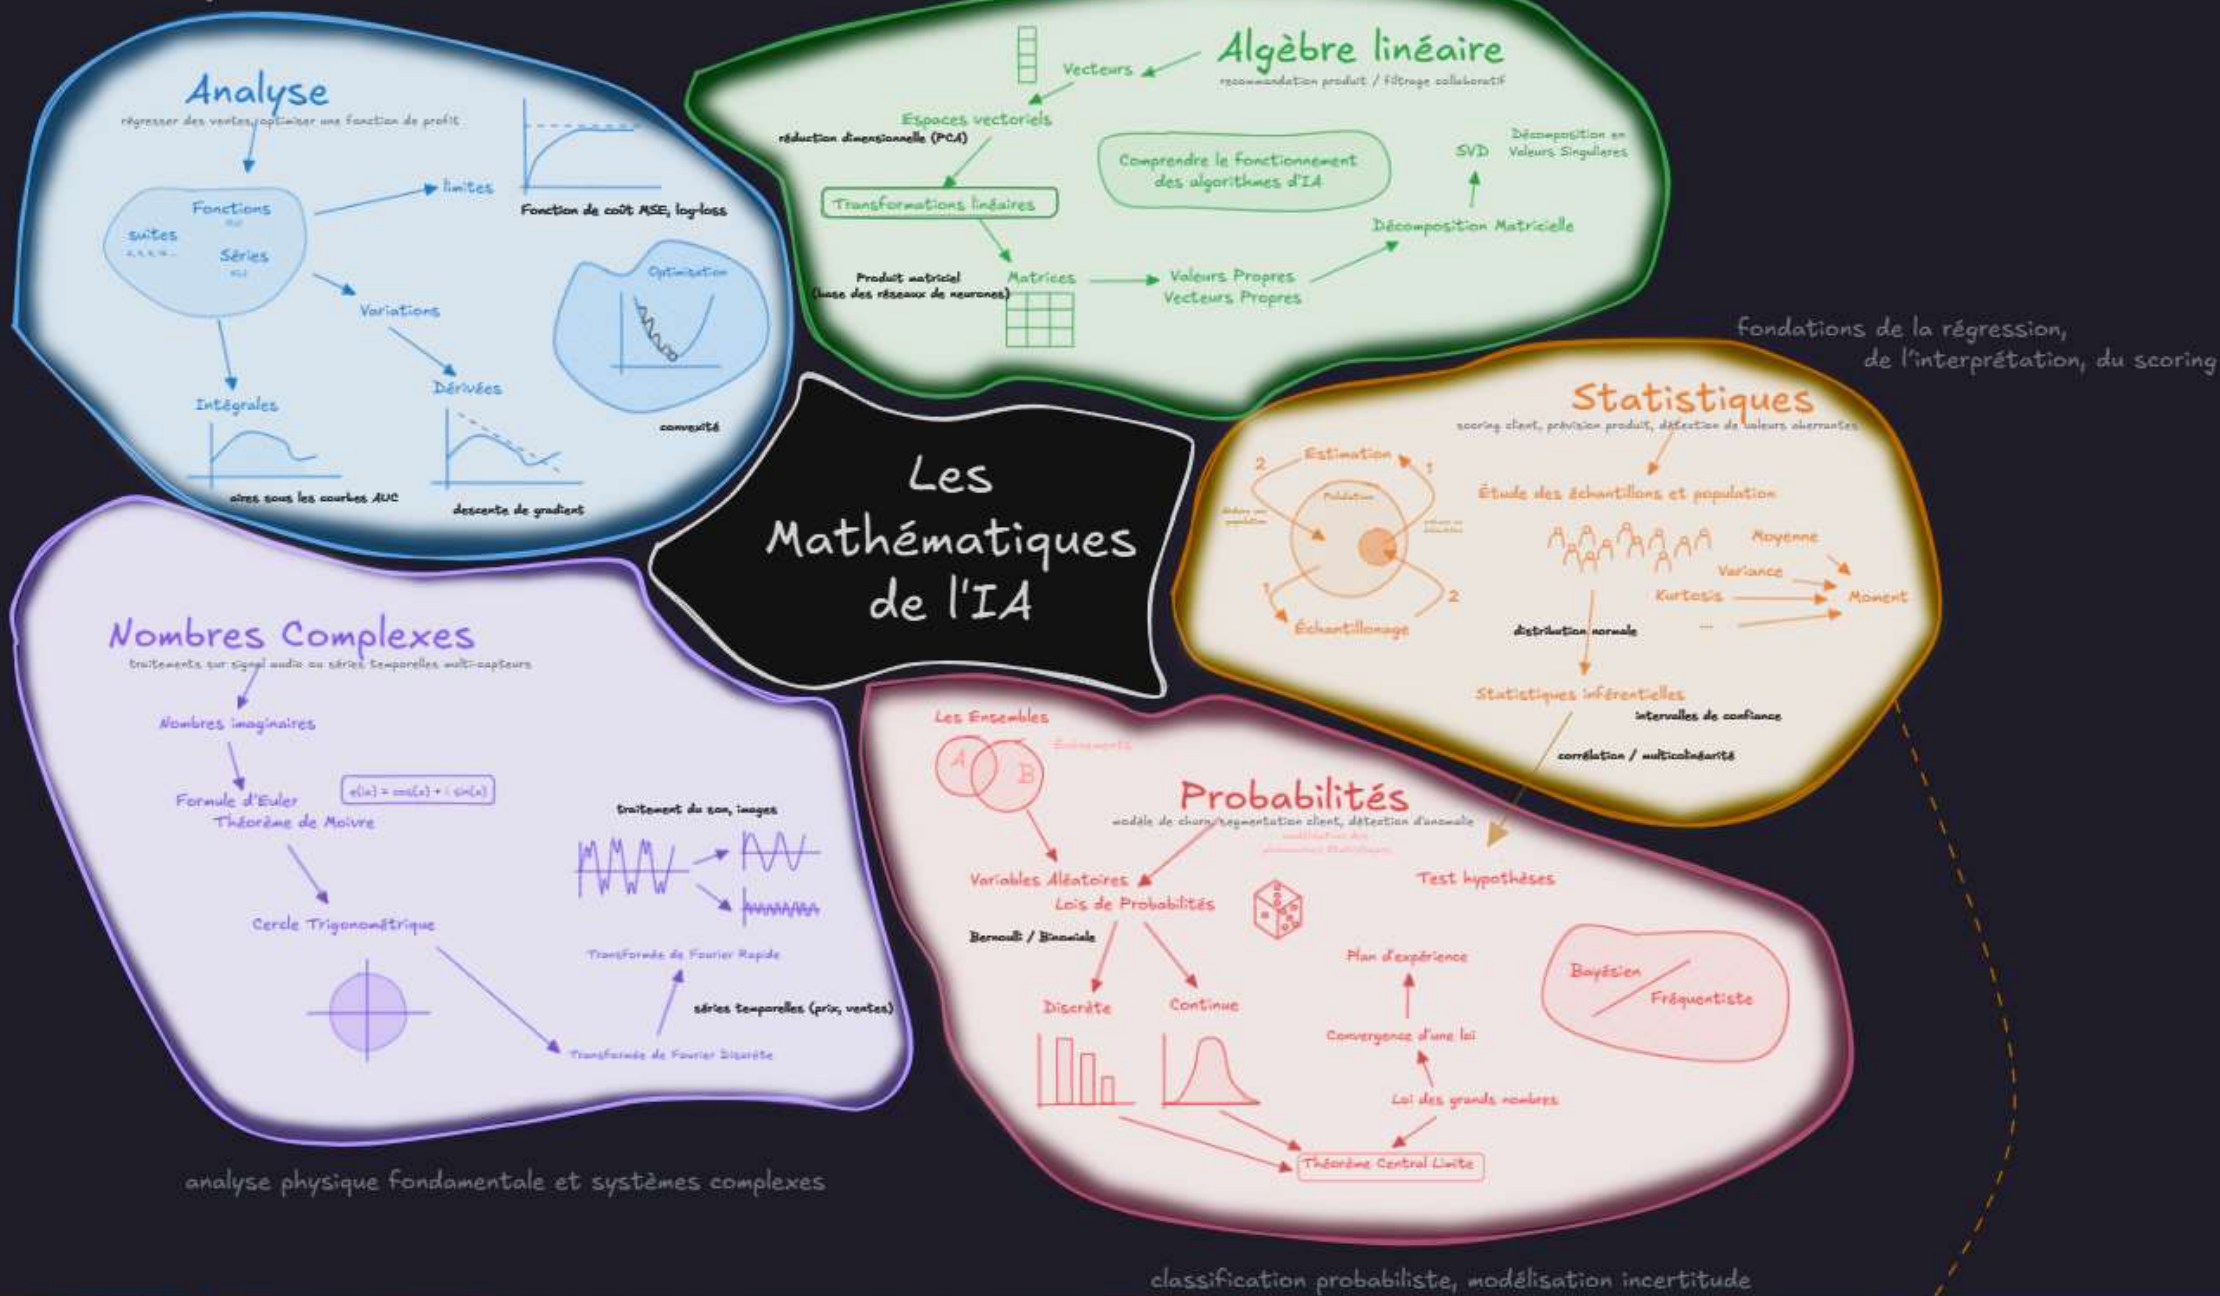 Analyse
régresser des ventes, optimiser une fonction de profit
Fonctions
suites
Séries
limites
Fonction de coût MSE, log-loss
Variations
Optimisation
convexité
Intégrales
aires sous les courbes AUC
Dérivées
descente de gradient
Algèbre linéaire
recommandation produit / filtrage collaboratif
Vecteurs
Espaces vectoriels
réduction dimensionnelle (PCA)
Transformations linéaires
Comprendre le fonctionnement
des algorithmes d'IA
Produit matriciel
(base des réseaux de neurones)
Matrices
Valeurs Propres
Vecteurs Propres
Décomposition Matricielle
SVD
Décomposition en
Valeurs Singulieres
Les
Mathématiques
de l'IA
fondations de la régression,
de l'interprétation, du scoring
Statistiques
scoring client, prévision produit, détection de valeurs aberrantes
Estimation
2
1
Population
1
2
Échantillonage
Étude des échantillons et population
Moyenne
Variance
Kurtosis
...
Moment
distribution normale
Statistiques inférentielles
intervalles de confiance
corrélation / multicolinéarité
Nombres Complexes
traitements sur signal audio ou séries temporelles multi-capteurs
Nombres imaginaires
Formule d'Euler
Théorème de Moivre
e(ix) = cos(x) + i sin(x)
Cercle Trigonométrique
traitement du son, images
Transformée de Fourier Rapide
séries temporelles (prix, ventes)
Transformée de Fourier Discrète
analyse physique fondamentale et systèmes complexes
Les Ensembles
A
B
Événements
Probabilités
modèle de churn, segmentation client, détection d'anomalie
Variables Aléatoires
Lois de Probabilités
Bernoulli / Binomiale
Discrète
Continue
Test hypothèses
Plan d'expérience
Convergence d'une loi
Loi des grands nombres
Théorème Central Limite
Bayésien
Fréquentiste
classification probabiliste, modélisation incertitude